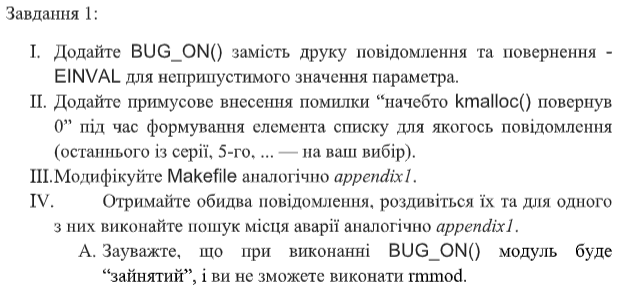 Завдання 1:
I. Додайте BUG_ON() замість друку повідомлення та повернення -
EINVAL для неприпустимого значення параметра.
II. Додайте примусове внесення помилки “начебто kmalloc() повернув
0” під час формування елемента списку для якогось повідомлення
(останнього із серії, 5-го, ... — на ваш вибір).
III.Модифікуйте Makefile аналогічно appendix1.
IV. Отримайте обидва повідомлення, роздивіться їх та для одного
з них виконайте пошук місця аварії аналогічно appendix1.
A. Зауважте, що при виконанні BUG_ON() модуль буде
“зайнятий”, і ви не зможете виконати rmmod.